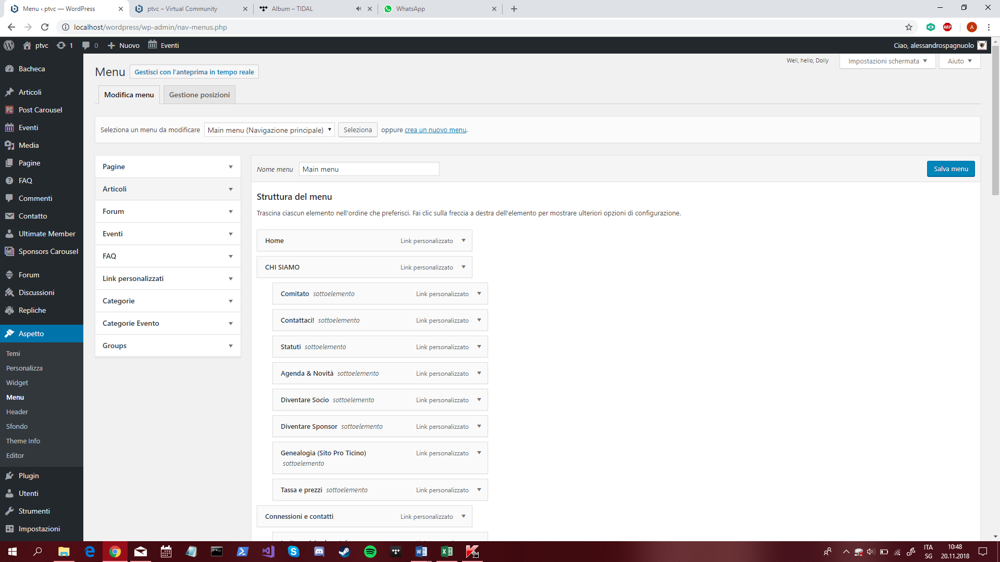 Menu ‹ ptvc — WordPress
ptvc – Virtual Community
Album – TIDAL
WhatsApp
localhost/wordpress/wp-admin/nav-menus.php
ABP
A
ptvc
1
0
Nuovo
Eventi
Ciao, alessandrospagnuolo
Bacheca
Articoli
PC Post Carousel
Eventi
Media
Pagine
FAQ
Commenti
Contatto
Ultimate Member
Sponsors Carousel
Forum
Discussioni
Repliche
Aspetto
Temi
Personalizza
Widget
Menu
Header
Sfondo
Theme Info
Editor
Plugin
Utenti
Strumenti
Impostazioni
Well, hello, Dolly
Impostazioni schermata
Aiuto
Menu
Gestisci con l'anteprima in tempo reale
Modifica menu
Gestione posizioni
Seleziona un menu da modificare Main menu (Navigazione principale) Seleziona oppure crea un nuovo menu.
Pagine
Articoli
Forum
Eventi
FAQ
Link personalizzati
Categorie
Categorie Evento
Groups
Nome menu Main menu
Salva menu
Struttura del menu
Trascina ciascun elemento nell'ordine che preferisci. Fai clic sulla freccia a destra dell'elemento per mostrare ulteriori opzioni di configurazione.
Home Link personalizzato
CHI SIAMO Link personalizzato
Comitato sottoelemento Link personalizzato
Contattaci! sottoelemento Link personalizzato
Statuti sottoelemento Link personalizzato
Agenda & Novità sottoelemento Link personalizzato
Diventare Socio sottoelemento Link personalizzato
Diventare Sponsor sottoelemento Link personalizzato
Genealogia (Sito Pro Ticino) Link personalizzato
sottoelemento
Tassa e prezzi sottoelemento Link personalizzato
Connessioni e contatti Link personalizzato
ITA
SG
10:48
20.11.2018